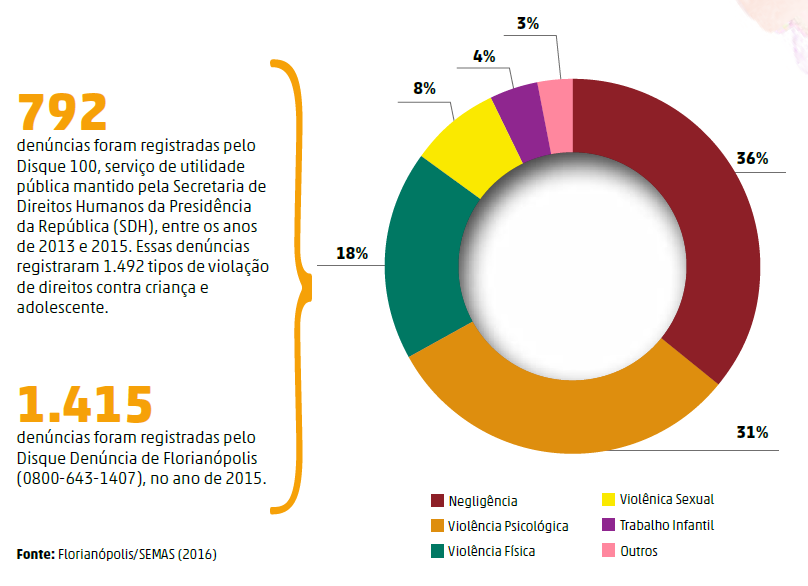 792
denúncias foram registradas pelo
Disque 100, serviço de utilidade
pública mantido pela Secretaria de
Direitos Humanos da Presidência
da República (SDH), entre os anos
de 2013 e 2015. Essas denúncias
registraram 1.492 tipos de violação
de direitos contra criança e
adolescente.
1.415
denúncias foram registradas pelo
Disque Denúncia de Florianópolis
(0800-643-1407), no ano de 2015.
Fonte: Florianópolis/SEMAS (2016)
3%
4%
8%
36%
18%
31%
Negligência
Violência Psicológica
Violência Física
Violênica Sexual
Trabalho Infantil
Outros